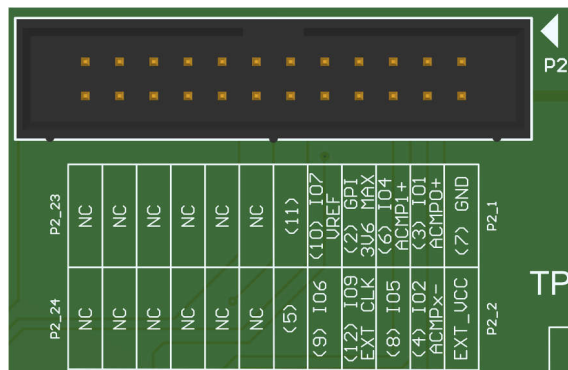 P2
P2_23
NC
NC
NC
NC
NC
NC
(11)
(10) IO7
VREF
(2) GPI
3V6 MAX
(6) IO4
ACMP1+
(3) IO1
ACMP0+
(7) GND
P2_1
P2_24
NC
NC
NC
NC
NC
NC
(5)
(9) IO6
(12) IO9
EXT CLK
(8) IO5
(4) IO2
ACMPx-
EXT_VCC
P2_2
TP